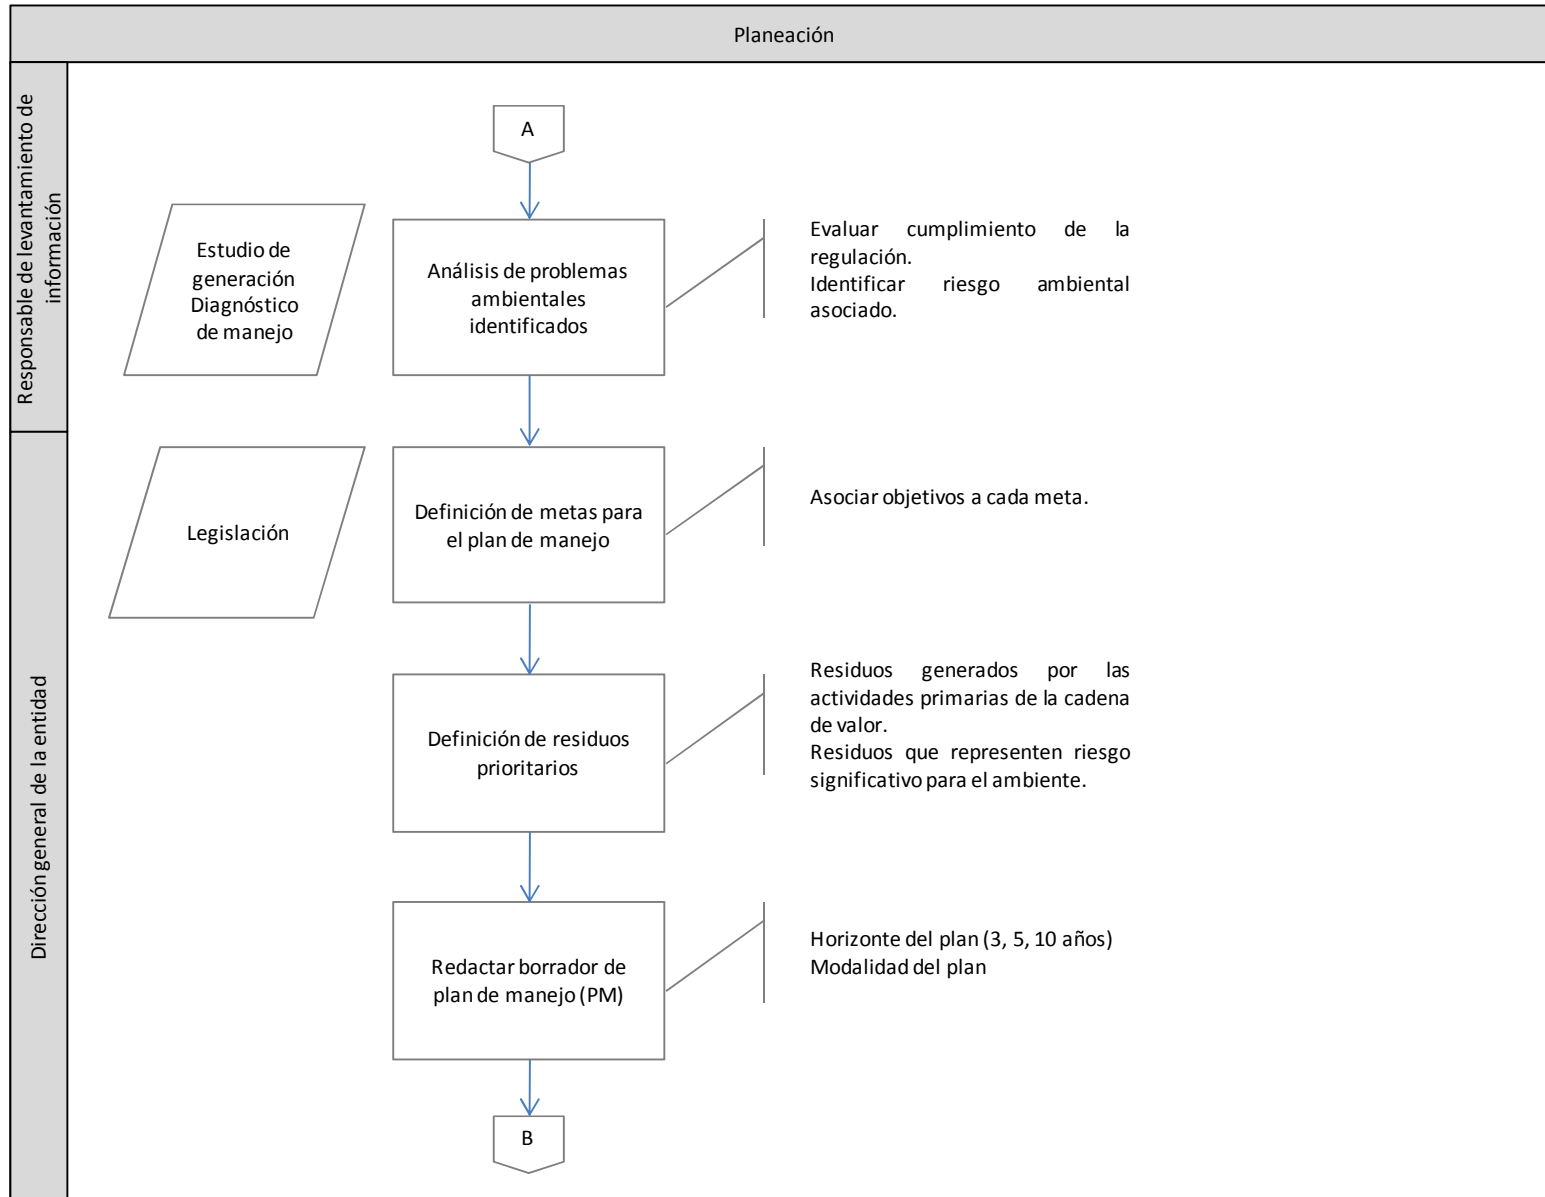 Planeación
Responsable de levantamiento de
información
A
Estudio de
generación
Diagnóstico
de manejo
Análisis de problemas
ambientales
identificados
Evaluar cumplimiento de la
regulación.
Identificar riesgo ambiental
asociado.
Dirección general de la entidad
Legislación
Definición de metas para
el plan de manejo
Asociar objetivos a cada meta.
Definición de residuos
prioritarios
Residuos generados por las
actividades primarias de la cadena
de valor.
Residuos que representen riesgo
significativo para el ambiente.
Redactar borrador de
plan de manejo (PM)
Horizonte del plan (3, 5, 10 años)
Modalidad del plan
B